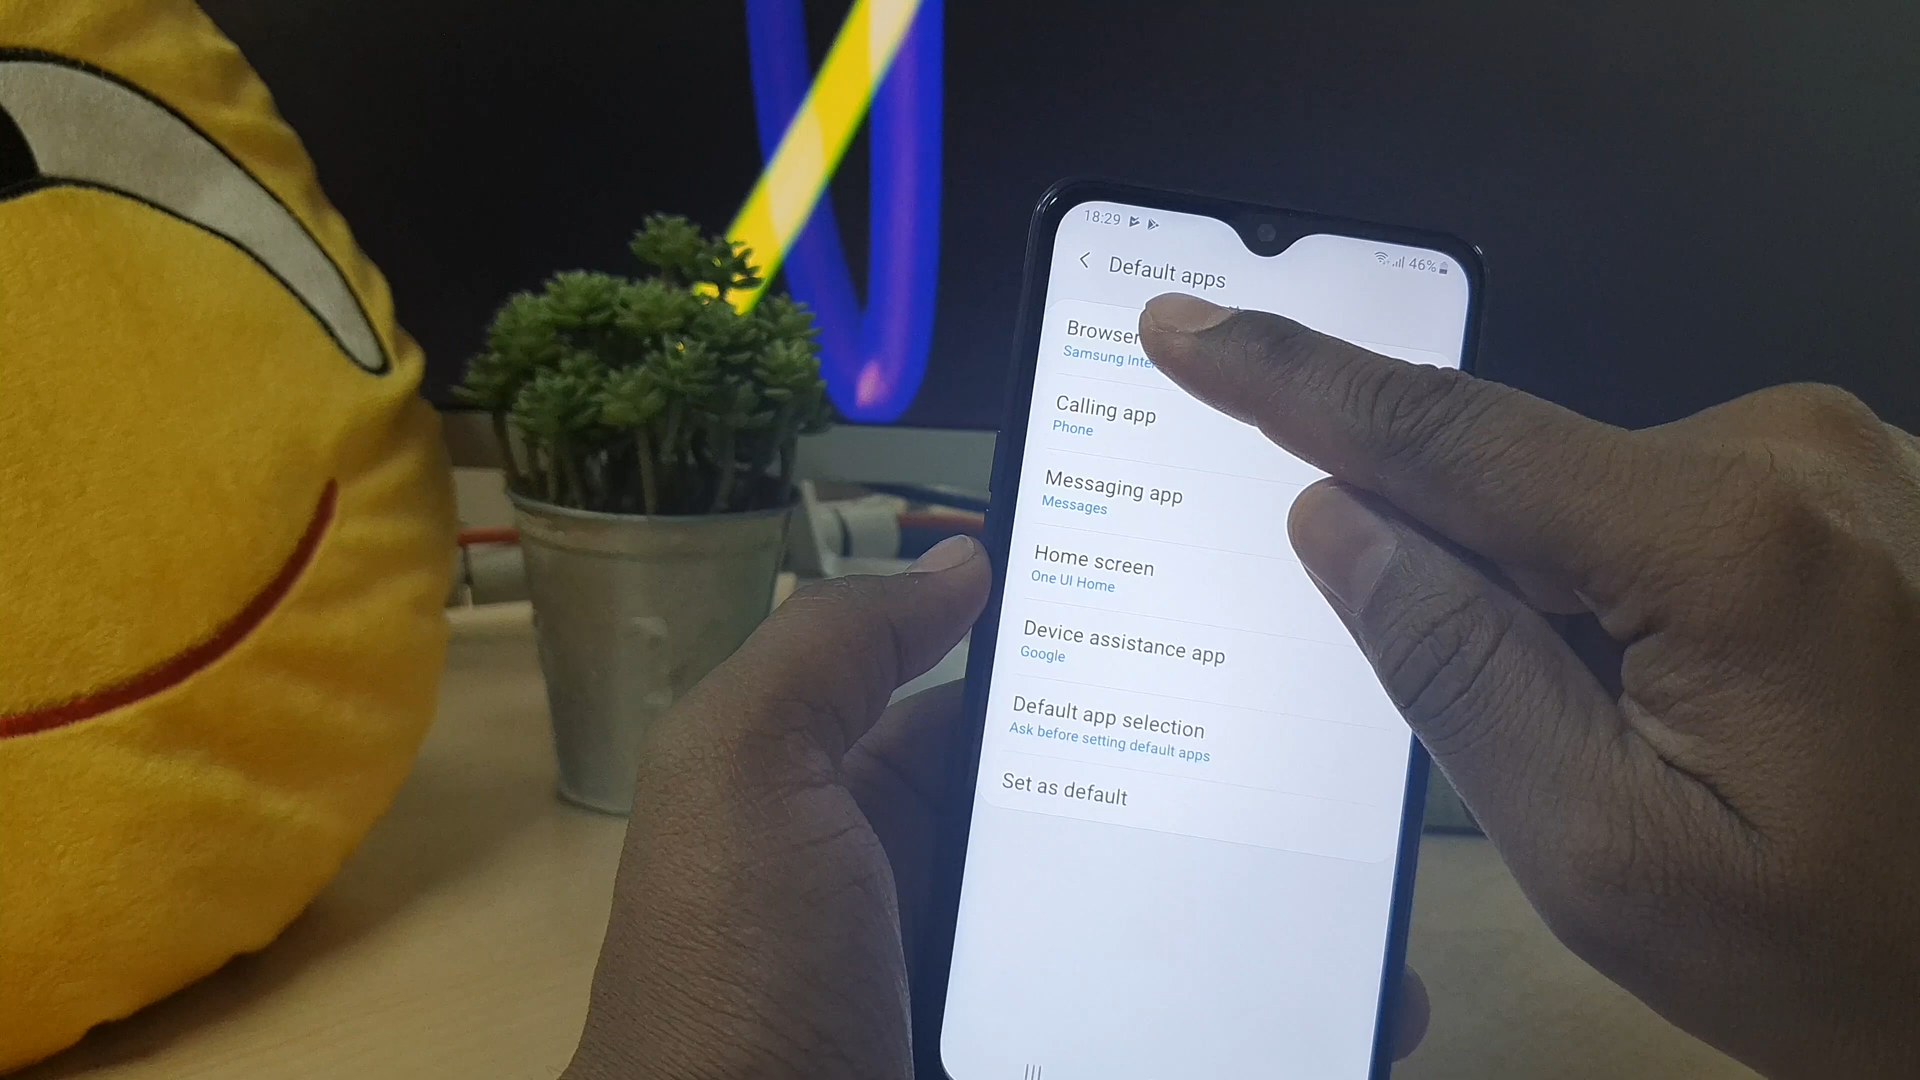 18:29
46%
Default apps
Browser
Samsung
Calling app
Phone
Messaging app
Messages
Home screen
One UI Home
Device assistance app
Google
Default app selection
Ask before setting default apps
Set as default